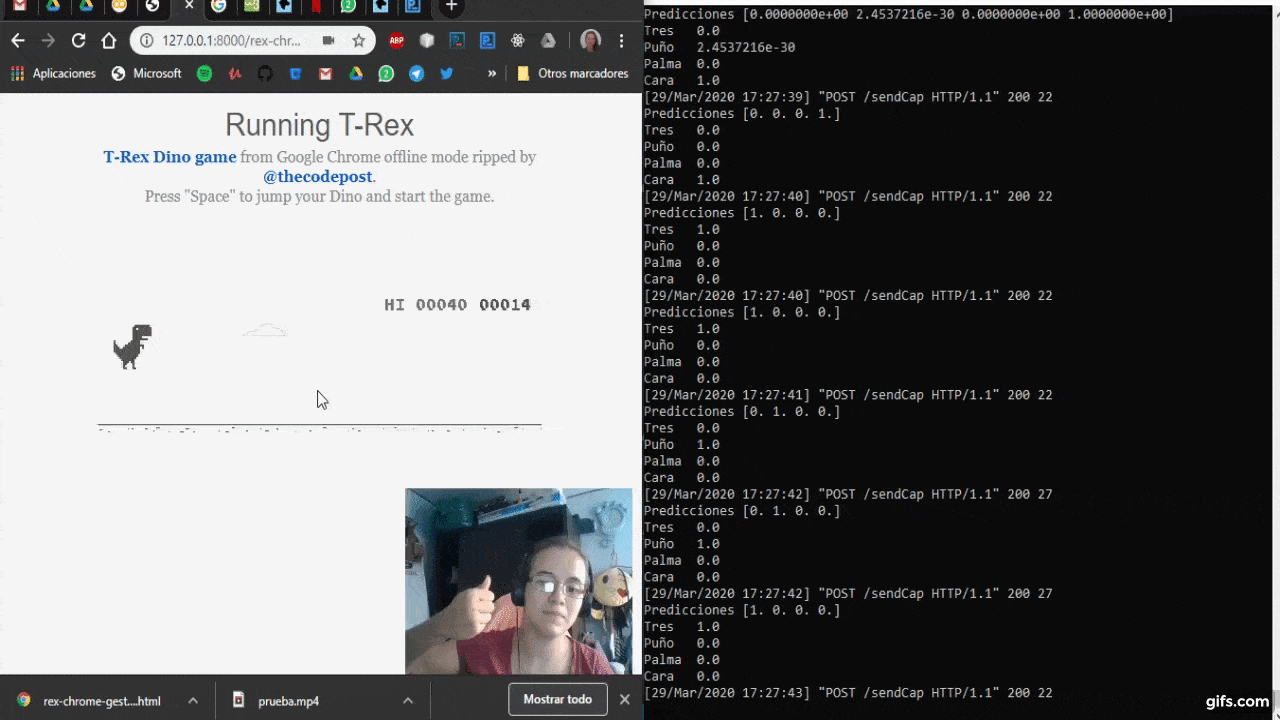 127.0.0.1:8000/rex-chr...
ABP
Aplicaciones
Microsoft
»
Otros marcadores
Running T-Rex
T-Rex Dino game from Google Chrome offline mode ripped by
@thecodepost.
Press "Space" to jump your Dino and start the game.
HI 00040 00014
rex-chrome-gest....html
prueba.mp4
Mostrar todo
Predicciones [0.0000000e+00 2.4537216e-30 0.0000000e+00 1.0000000e+00]
Tres 0.0
Puño 2.4537216e-30
Palma 0.0
Cara 1.0
[29/Mar/2020 17:27:39] "POST /sendCap HTTP/1.1" 200 22
Predicciones [0. 0. 0. 1.]
Tres 0.0
Puño 0.0
Palma 0.0
Cara 1.0
[29/Mar/2020 17:27:40] "POST /sendCap HTTP/1.1" 200 22
Predicciones [1. 0. 0. 0.]
Tres 1.0
Puño 0.0
Palma 0.0
Cara 0.0
[29/Mar/2020 17:27:40] "POST /sendCap HTTP/1.1" 200 22
Predicciones [1. 0. 0. 0.]
Tres 1.0
Puño 0.0
Palma 0.0
Cara 0.0
[29/Mar/2020 17:27:41] "POST /sendCap HTTP/1.1" 200 22
Predicciones [0. 1. 0. 0.]
Tres 0.0
Puño 1.0
Palma 0.0
Cara 0.0
[29/Mar/2020 17:27:42] "POST /sendCap HTTP/1.1" 200 27
Predicciones [0. 1. 0. 0.]
Tres 0.0
Puño 1.0
Palma 0.0
Cara 0.0
[29/Mar/2020 17:27:42] "POST /sendCap HTTP/1.1" 200 27
Predicciones [1. 0. 0. 0.]
Tres 1.0
Puño 0.0
Palma 0.0
Cara 0.0
[29/Mar/2020 17:27:43] "POST /sendCap HTTP/1.1" 200 22
gifs.com